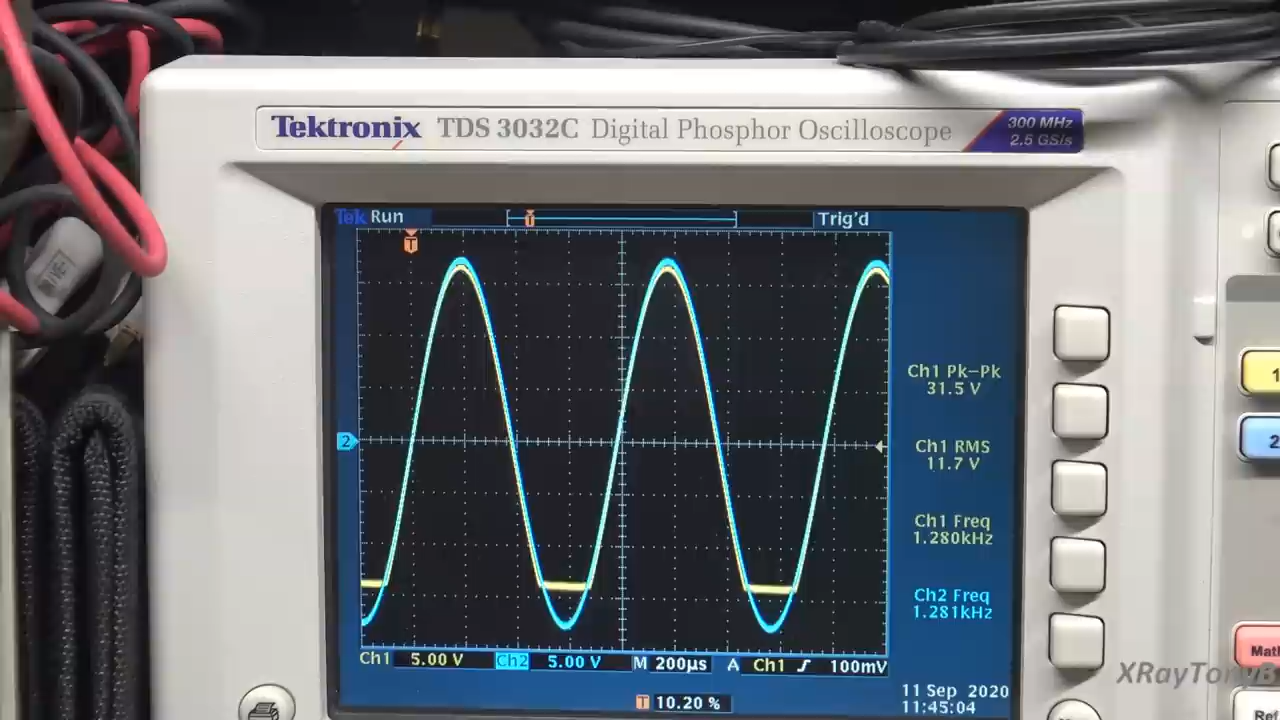 Tektronix TDS 3032C Digital Phosphor Oscilloscope 300 MHz
2.5 GS/s
Tek Run Trig'd
T
T
Ch1 Pk-Pk
31.5 V
2
Ch1 RMS
11.7 V
1
2
Ch1 Freq
1.280kHz
Ch2 Freq
1.281kHz
Ch1 5.00 V Ch2 5.00 V M 200µs A Ch1 100mV
T 10.20 %
11 Sep 2020
11:45:04
Math
Ref